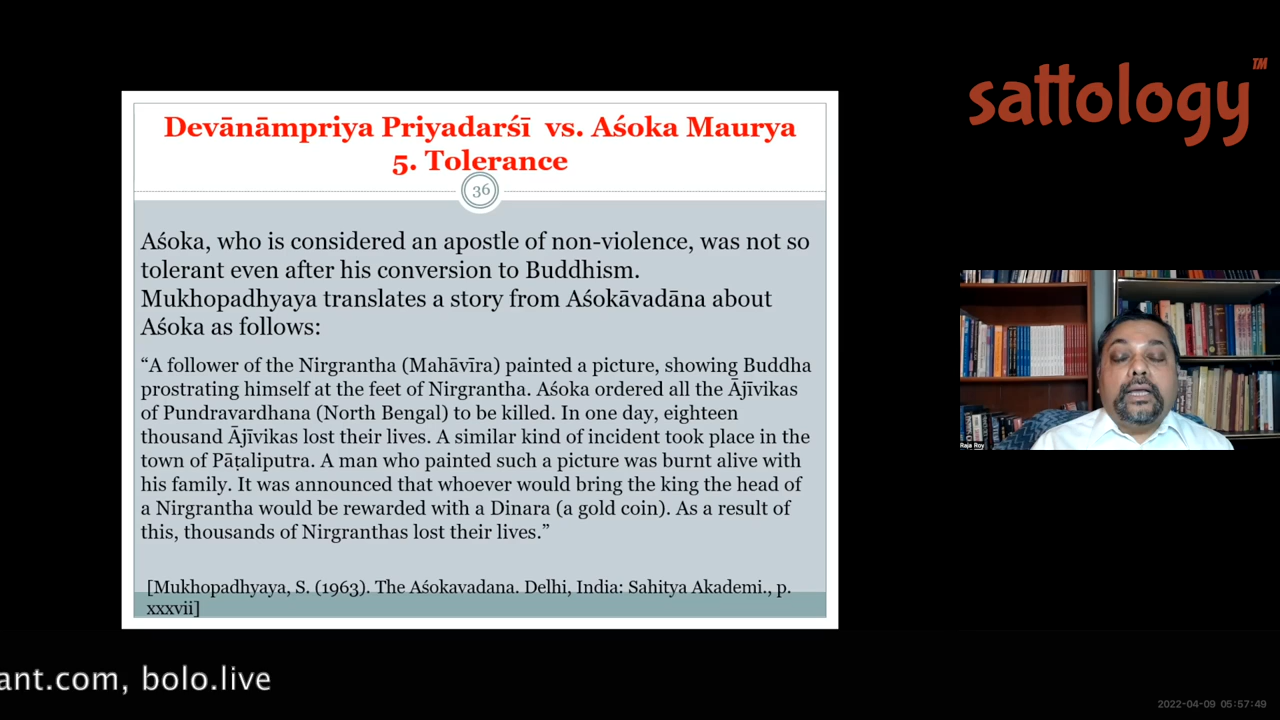 sattology™
Devānāmpriya Priyadarśī vs. Aśoka Maurya
5. Tolerance
36
Aśoka, who is considered an apostle of non-violence, was not so
tolerant even after his conversion to Buddhism.
Mukhopadhyaya translates a story from Aśokāvadāna about
Aśoka as follows:
“A follower of the Nirgrantha (Mahāvīra) painted a picture, showing Buddha
prostrating himself at the feet of Nirgrantha. Aśoka ordered all the Ājīvikas
of Pundravardhana (North Bengal) to be killed. In one day, eighteen
thousand Ājīvikas lost their lives. A similar kind of incident took place in the
town of Pāṭaliputra. A man who painted such a picture was burnt alive with
his family. It was announced that whoever would bring the king the head of
a Nirgrantha would be rewarded with a Dinara (a gold coin). As a result of
this, thousands of Nirgranthas lost their lives.”
[Mukhopadhyaya, S. (1963). The Aśokavadana. Delhi, India: Sahitya Akademi., p.
xxxvii]
Raja Roy
ant.com, bolo.live
2022-04-09 05:57:49